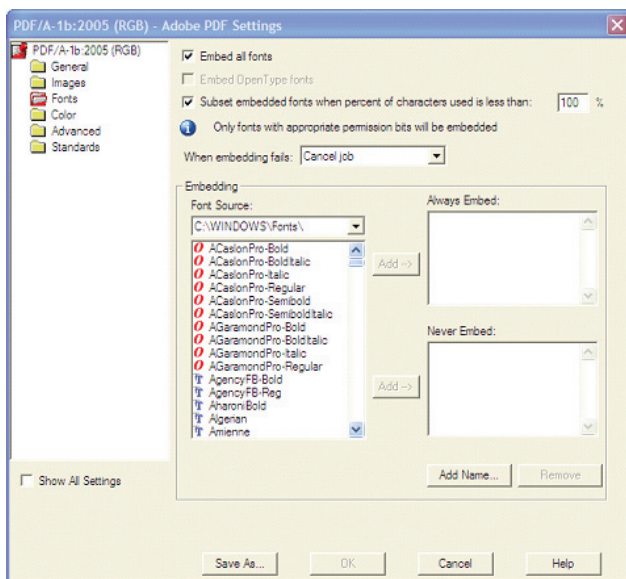 PDF/A-1b:2005 (RGB) - Adobe PDF Settings
PDF/A-1b:2005 (RGB)
General
Images
Fonts
Color
Advanced
Standards
Show All Settings
Embed all fonts
Embed OpenType fonts
Subset embedded fonts when percent of characters used is less than: 100 %
Only fonts with appropriate permission bits will be embedded
When embedding fails: Cancel job
Embedding
Font Source:
C:\WINDOWS\Fonts\
ACaslonPro-Bold
ACaslonPro-BoldItalic
ACaslonPro-Italic
ACaslonPro-Regular
ACaslonPro-Semibold
ACaslonPro-SemiboldItalic
AGaramondPro-Bold
AGaramondPro-BoldItalic
AGaramondPro-Italic
AGaramondPro-Regular
AgencyFB-Bold
AgencyFB-Reg
AharoniBold
Algerian
Amienne
Add -->
Add -->
Always Embed:
Never Embed:
Add Name...
Remove
Save As...
OK
Cancel
Help